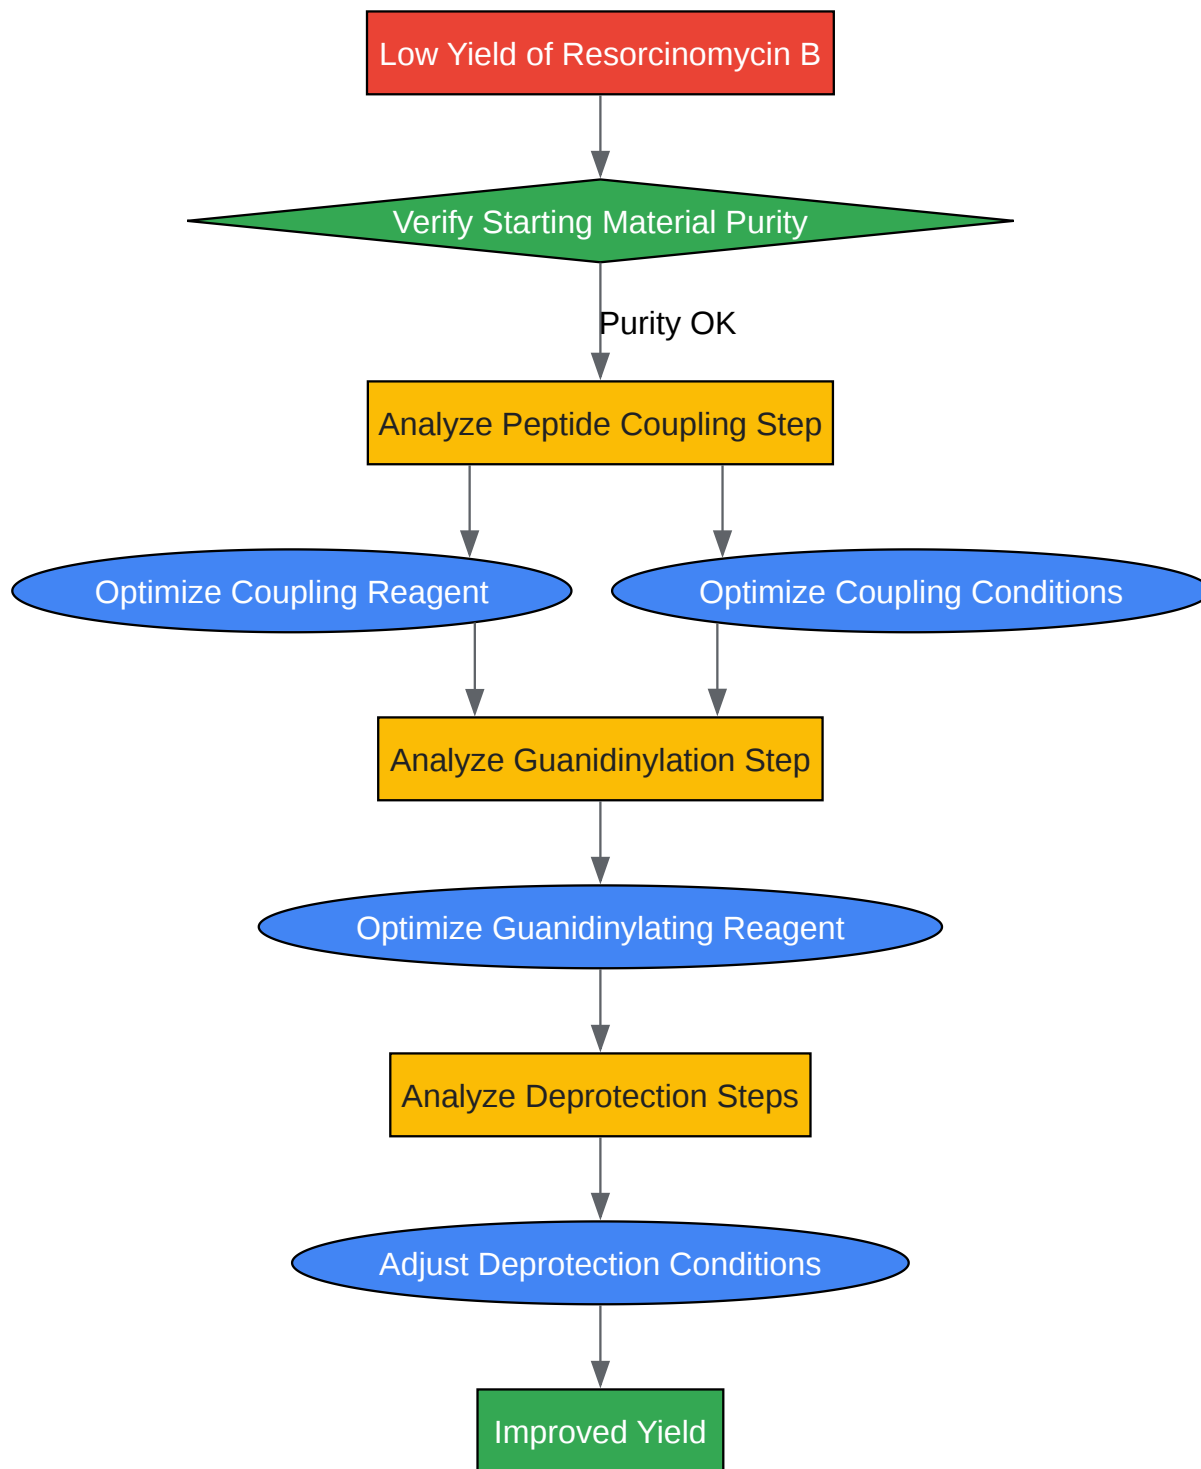 Low Yield of Resorcinomycin B
Verify Starting Material Purity
Purity OK
Analyze Peptide Coupling Step
Optimize Coupling Reagent
Optimize Coupling Conditions
Analyze Guanidinylation Step
Optimize Guanidinylating Reagent
Analyze Deprotection Steps
Adjust Deprotection Conditions
Improved Yield